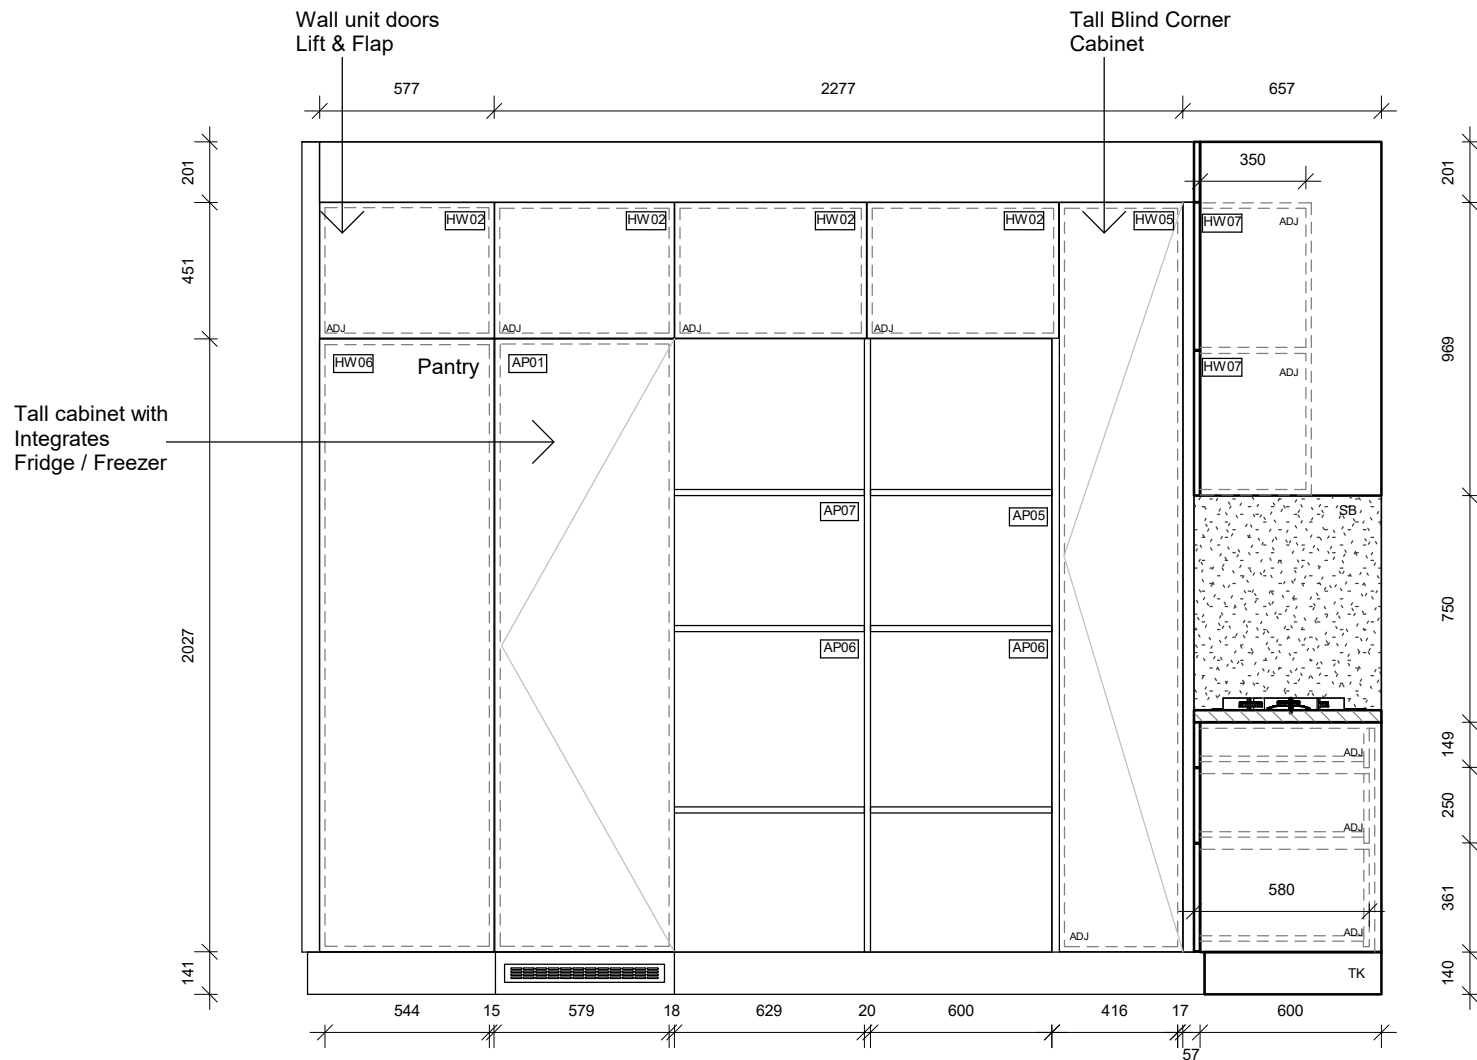 Wall unit doors
Lift & Flap
Tall Blind Corner
Cabinet
577
2277
657
201
350
201
HW02
HW02
HW02
HW02
HW05
HW07
ADJ
451
ADJ
ADJ
ADJ
ADJ
969
HW06
Pantry
AP01
HW07
ADJ
Tall cabinet with
Integrates
Fridge / Freezer
AP07
AP05
SB
750
2027
AP06
AP06
149
ADJ
250
ADJ
580
361
ADJ
ADJ
141
TK
140
544
15
579
18
629
20
600
416
17
600
57